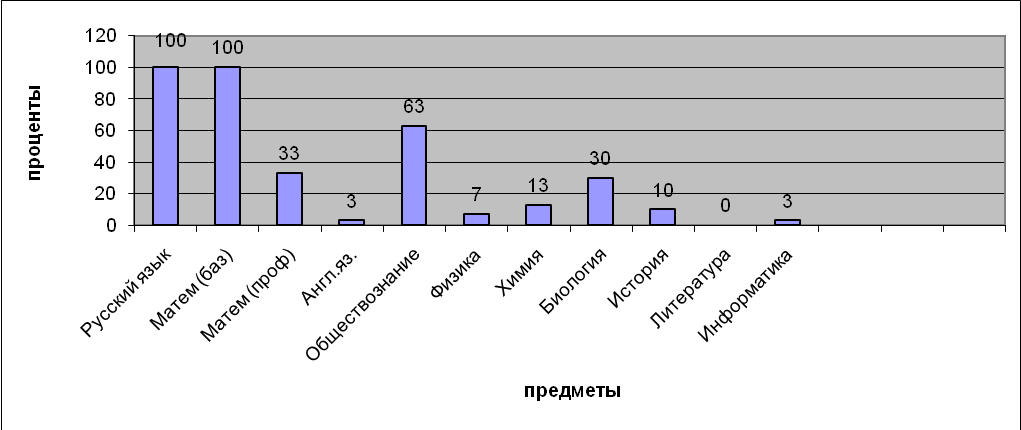 проценты
120
100
80
60
40
20
0
100
100
33
3
63
7
13
30
10
0
3
Русский язык
Матем (баз)
Матем (проф)
Англ.яз.
Обществознание
Физика
Химия
Биология
История
Литература
Информатика
предметы